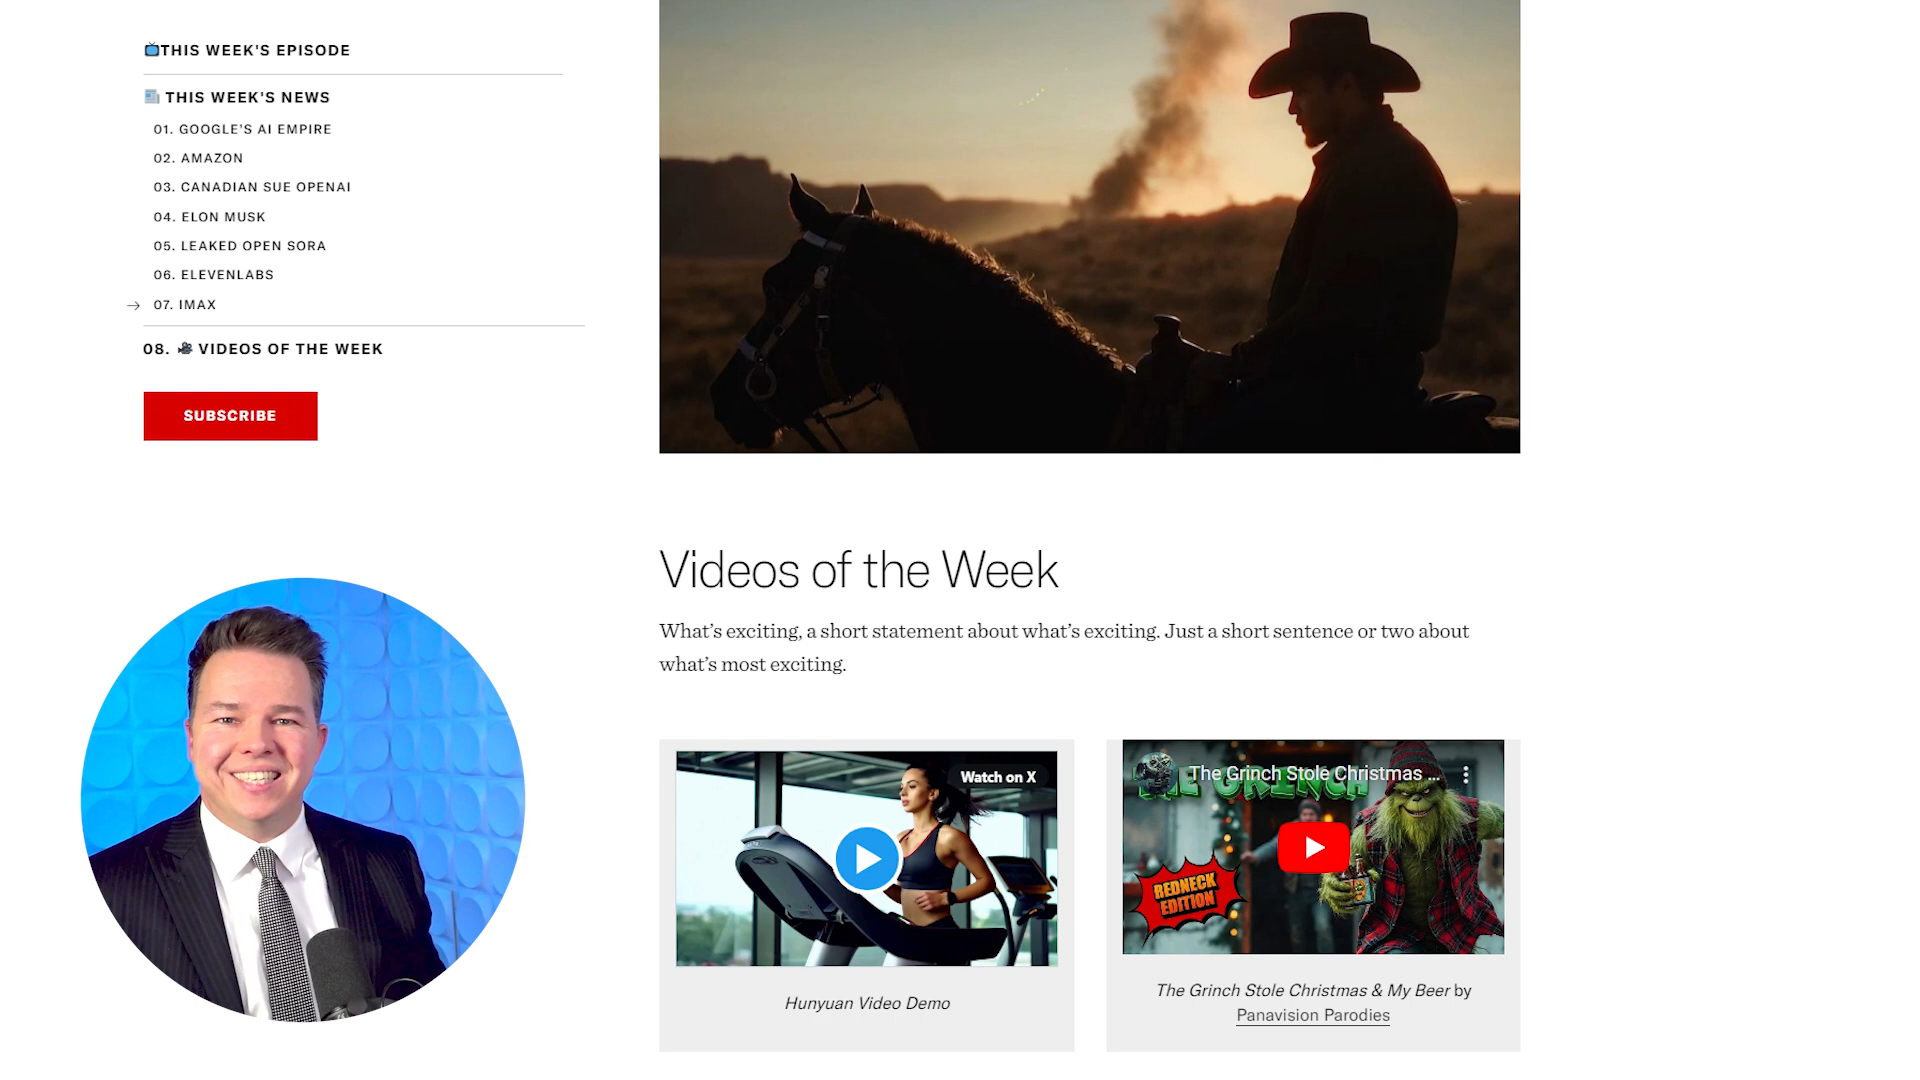 THIS WEEK'S EPISODE
THIS WEEK'S NEWS
01. GOOGLE'S AI EMPIRE
02. AMAZON
03. CANADIAN SUE OPENAI
04. ELON MUSK
05. LEAKED OPEN SORA
06. ELEVENLABS
→ 07. IMAX
08. VIDEOS OF THE WEEK
SUBSCRIBE
Videos of the Week
What’s exciting, a short statement about what’s exciting. Just a short sentence or two about
what’s most exciting.
Watch on X
Hunyuan Video Demo
The Grinch Stole Christmas ...
THE GRINCH
REDNECK
EDITION
The Grinch Stole Christmas & My Beer by
Panavision Parodies